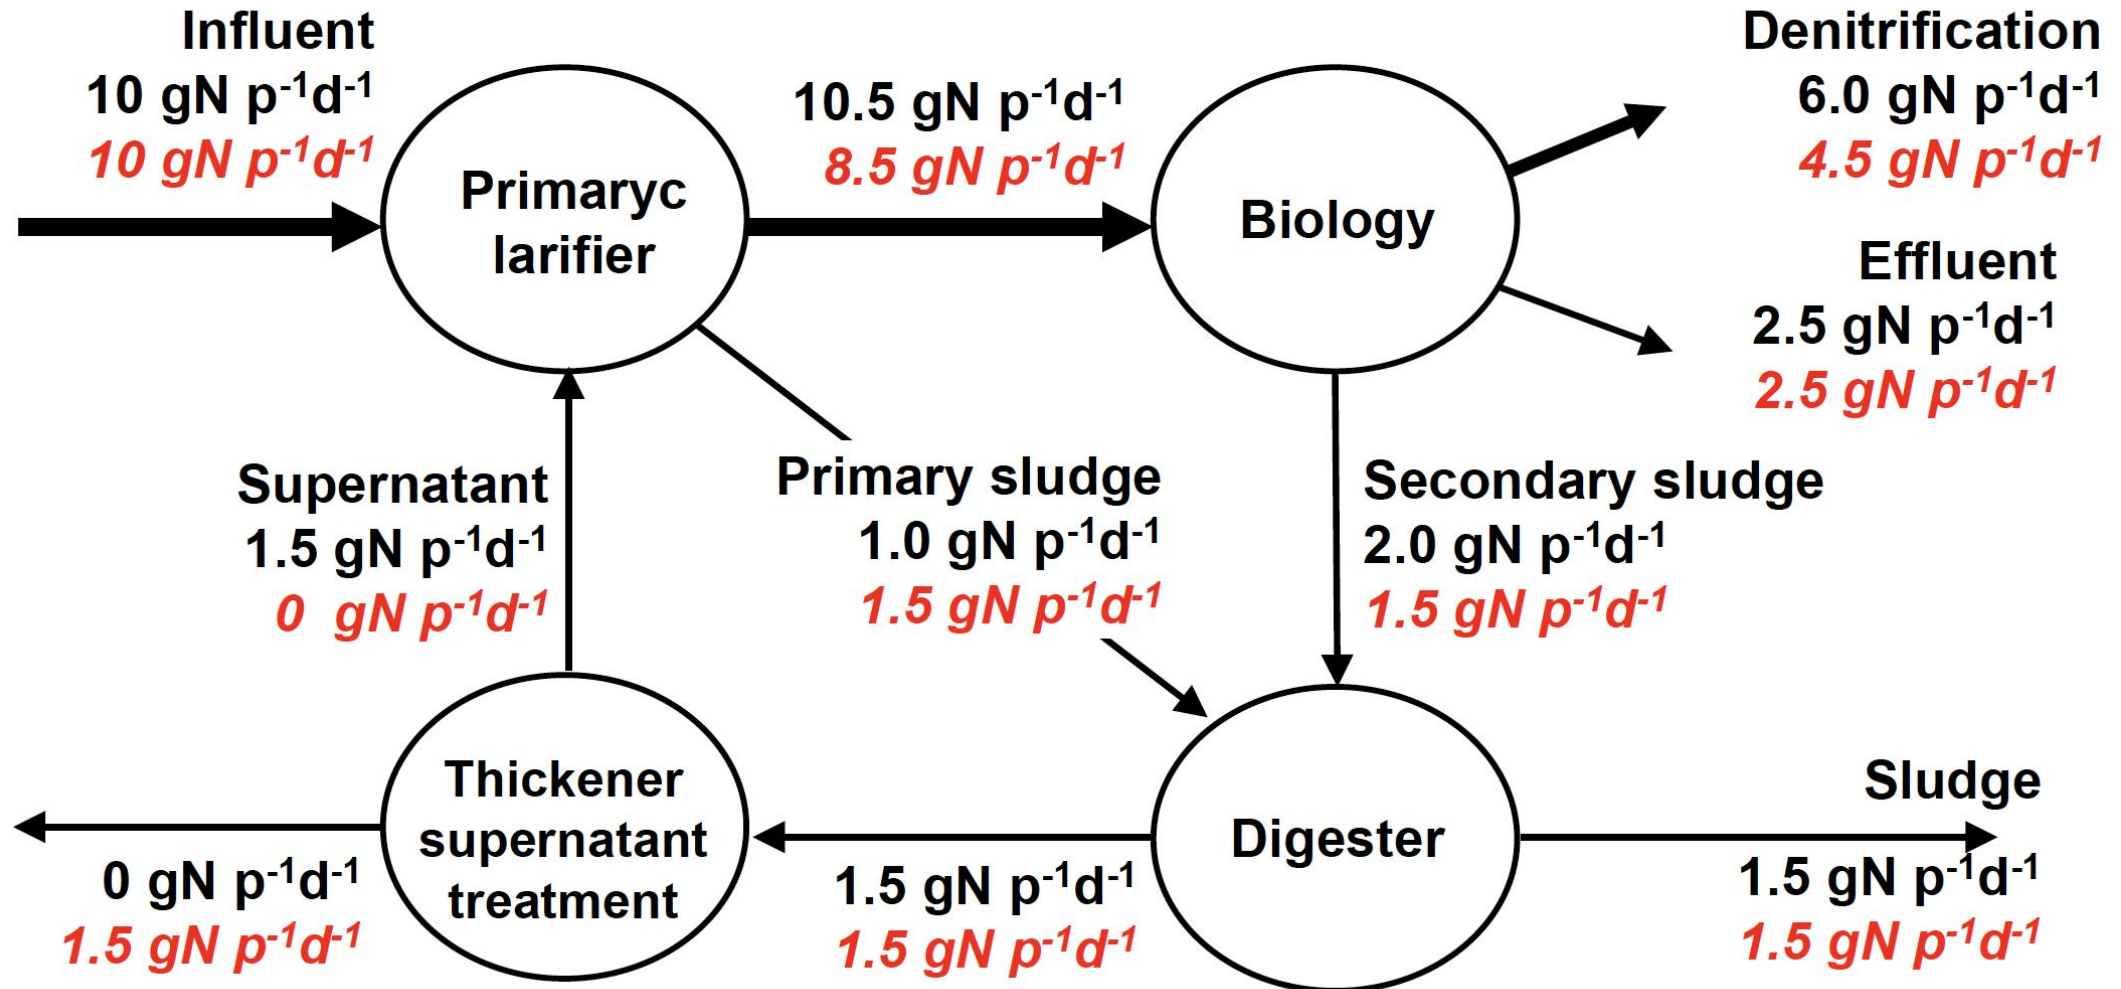 Influent
10 gN p⁻¹d⁻¹
10 gN p⁻¹d⁻¹
Primaryc
larifier
10.5 gN p⁻¹d⁻¹
8.5 gN p⁻¹d⁻¹
Biology
Denitrification
6.0 gN p⁻¹d⁻¹
4.5 gN p⁻¹d⁻¹
Effluent
2.5 gN p⁻¹d⁻¹
2.5 gN p⁻¹d⁻¹
Supernatant
1.5 gN p⁻¹d⁻¹
0 gN p⁻¹d⁻¹
Primary sludge
1.0 gN p⁻¹d⁻¹
1.5 gN p⁻¹d⁻¹
Secondary sludge
2.0 gN p⁻¹d⁻¹
1.5 gN p⁻¹d⁻¹
Thickener
supernatant
treatment
0 gN p⁻¹d⁻¹
1.5 gN p⁻¹d⁻¹
1.5 gN p⁻¹d⁻¹
1.5 gN p⁻¹d⁻¹
Digester
Sludge
1.5 gN p⁻¹d⁻¹
1.5 gN p⁻¹d⁻¹